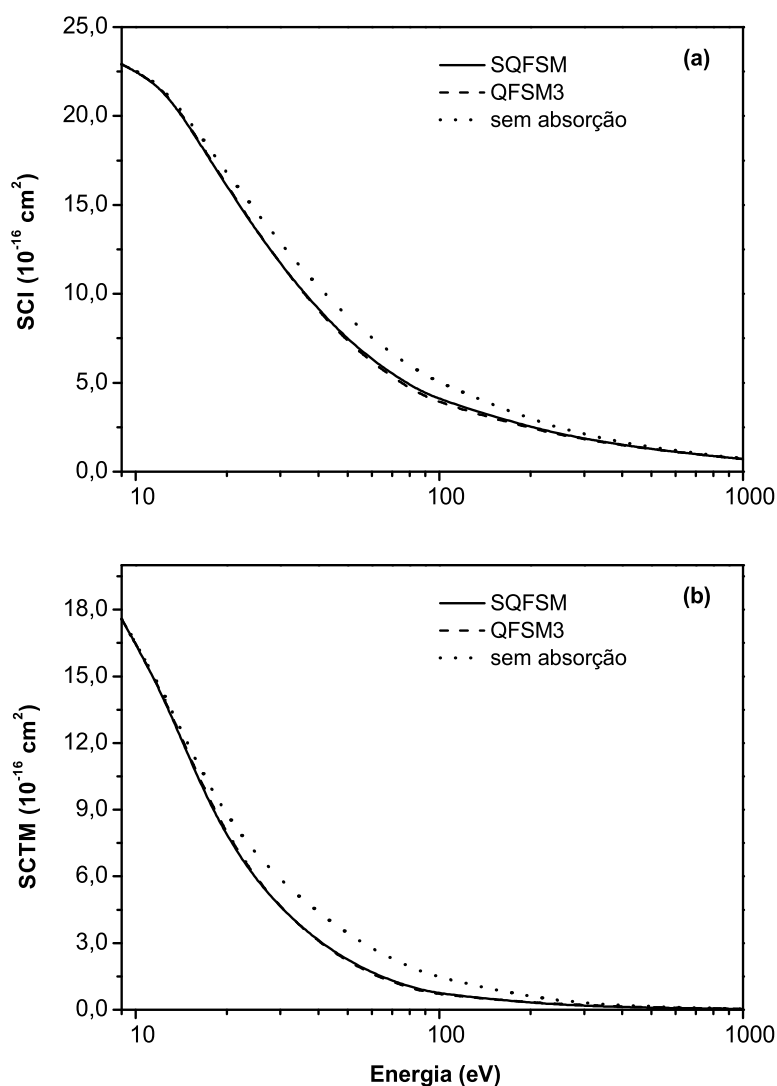 25,0
20,0
15,0
10,0
5,0
0,0
SCI (10⁻¹⁶ cm²)
(a)
SQFSM
QFSM3
sem absorção
10
100
1000
18,0
15,0
12,0
9,0
6,0
3,0
0,0
SCTM (10⁻¹⁶ cm²)
(b)
SQFSM
QFSM3
sem absorção
10
100
1000
Energia (eV)